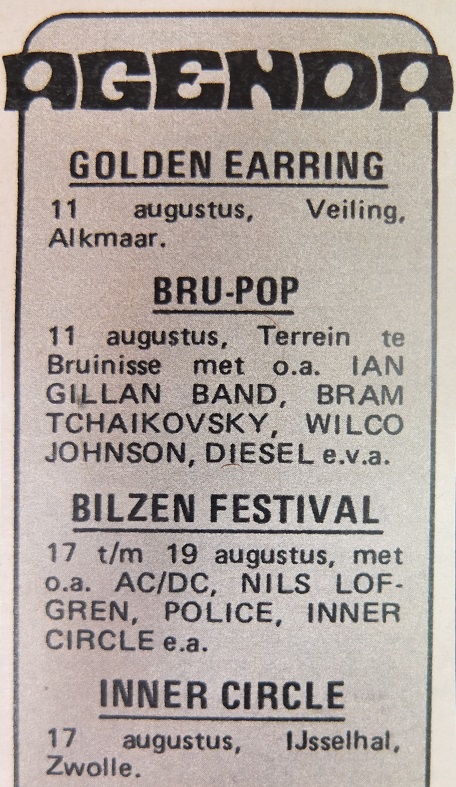 AGENDA
GOLDEN EARRING
11 augustus, Veiling,
Alkmaar.
BRU-POP
11 augustus, Terrein te
Bruinisse met o.a. IAN
GILLAN BAND, BRAM
TCHAIKOVSKY, WILCO
JOHNSON, DIESEL e.v.a.
BILZEN FESTIVAL
17 t/m 19 augustus, met
o.a. AC/DC, NILS LOF-
GREN, POLICE, INNER
CIRCLE e.a.
INNER CIRCLE
17 augustus, IJsselhal,
Zwolle.